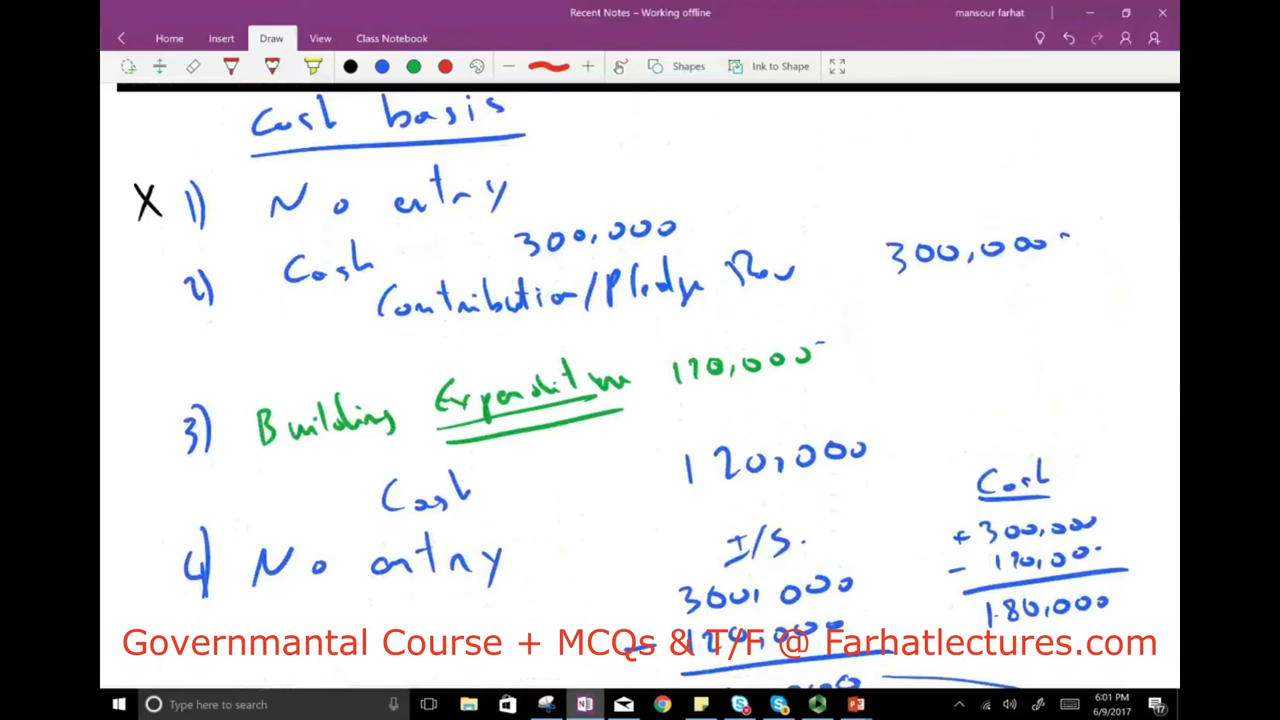 Recent Notes – Working offline
mansour farhat
Home Insert Draw View Class Notebook
Shapes Ink to Shape
Cash basis
X 1) No entry
2) Cash 300,000
Contribution/Pledge Rev 300,000
3) Building Expenditure 120,000
Cash 120,000
4) No entry
I/S
300,000
- 120,000
Cash
+ 300,000
- 120,000
180,000
Governmantal Course + MCQs & T/F @ Farhatlectures.com
Type here to search
6:01 PM
6/9/2017
17